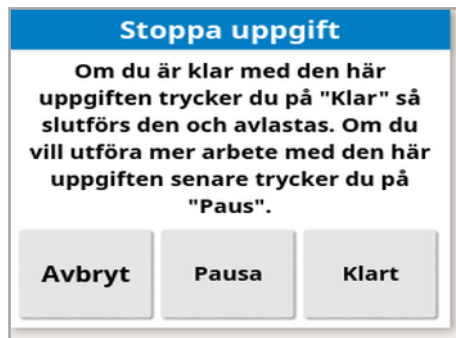 Stoppa uppgift
Om du är klar med den här
uppgiften trycker du på "Klar" så
slutförs den och avlastas. Om du
vill utföra mer arbete med den här
uppgiften senare trycker du på
"Paus".
Avbryt Pausa Klart